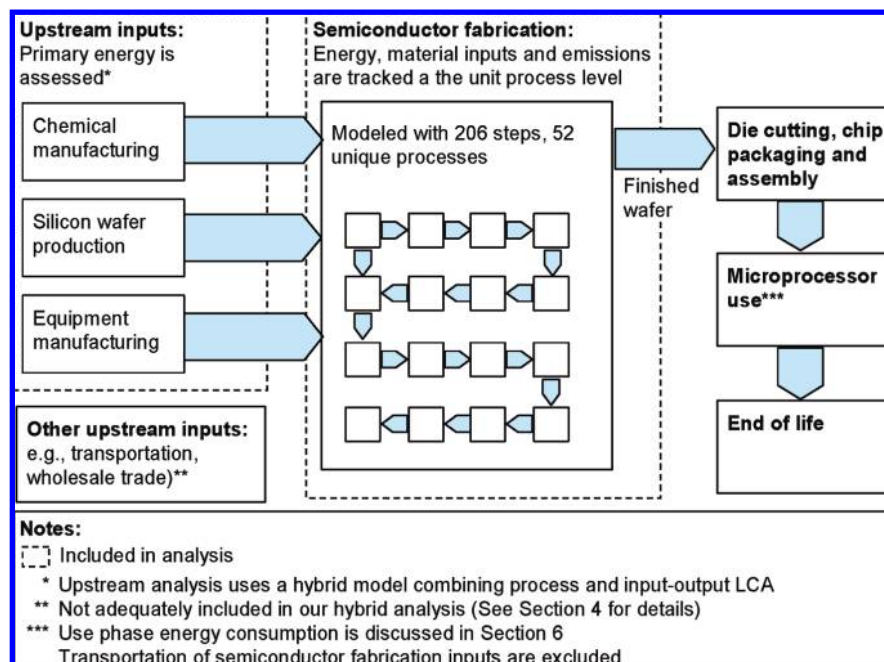 Upstream inputs:
Primary energy is
assessed*
Chemical
manufacturing
Silicon wafer
production
Equipment
manufacturing
Other upstream inputs:
e.g., transportation,
wholesale trade)**
Semiconductor fabrication:
Energy, material inputs and emissions
are tracked a the unit process level
Modeled with 206 steps, 52
unique processes
Finished
wafer
Die cutting, chip
packaging and
assembly
Microprocessor
use***
End of life
Notes:
Included in analysis
* Upstream analysis uses a hybrid model combining process and input-output LCA
** Not adequately included in our hybrid analysis (See Section 4 for details)
*** Use phase energy consumption is discussed in Section 6
Transportation of semiconductor fabrication inputs are excluded